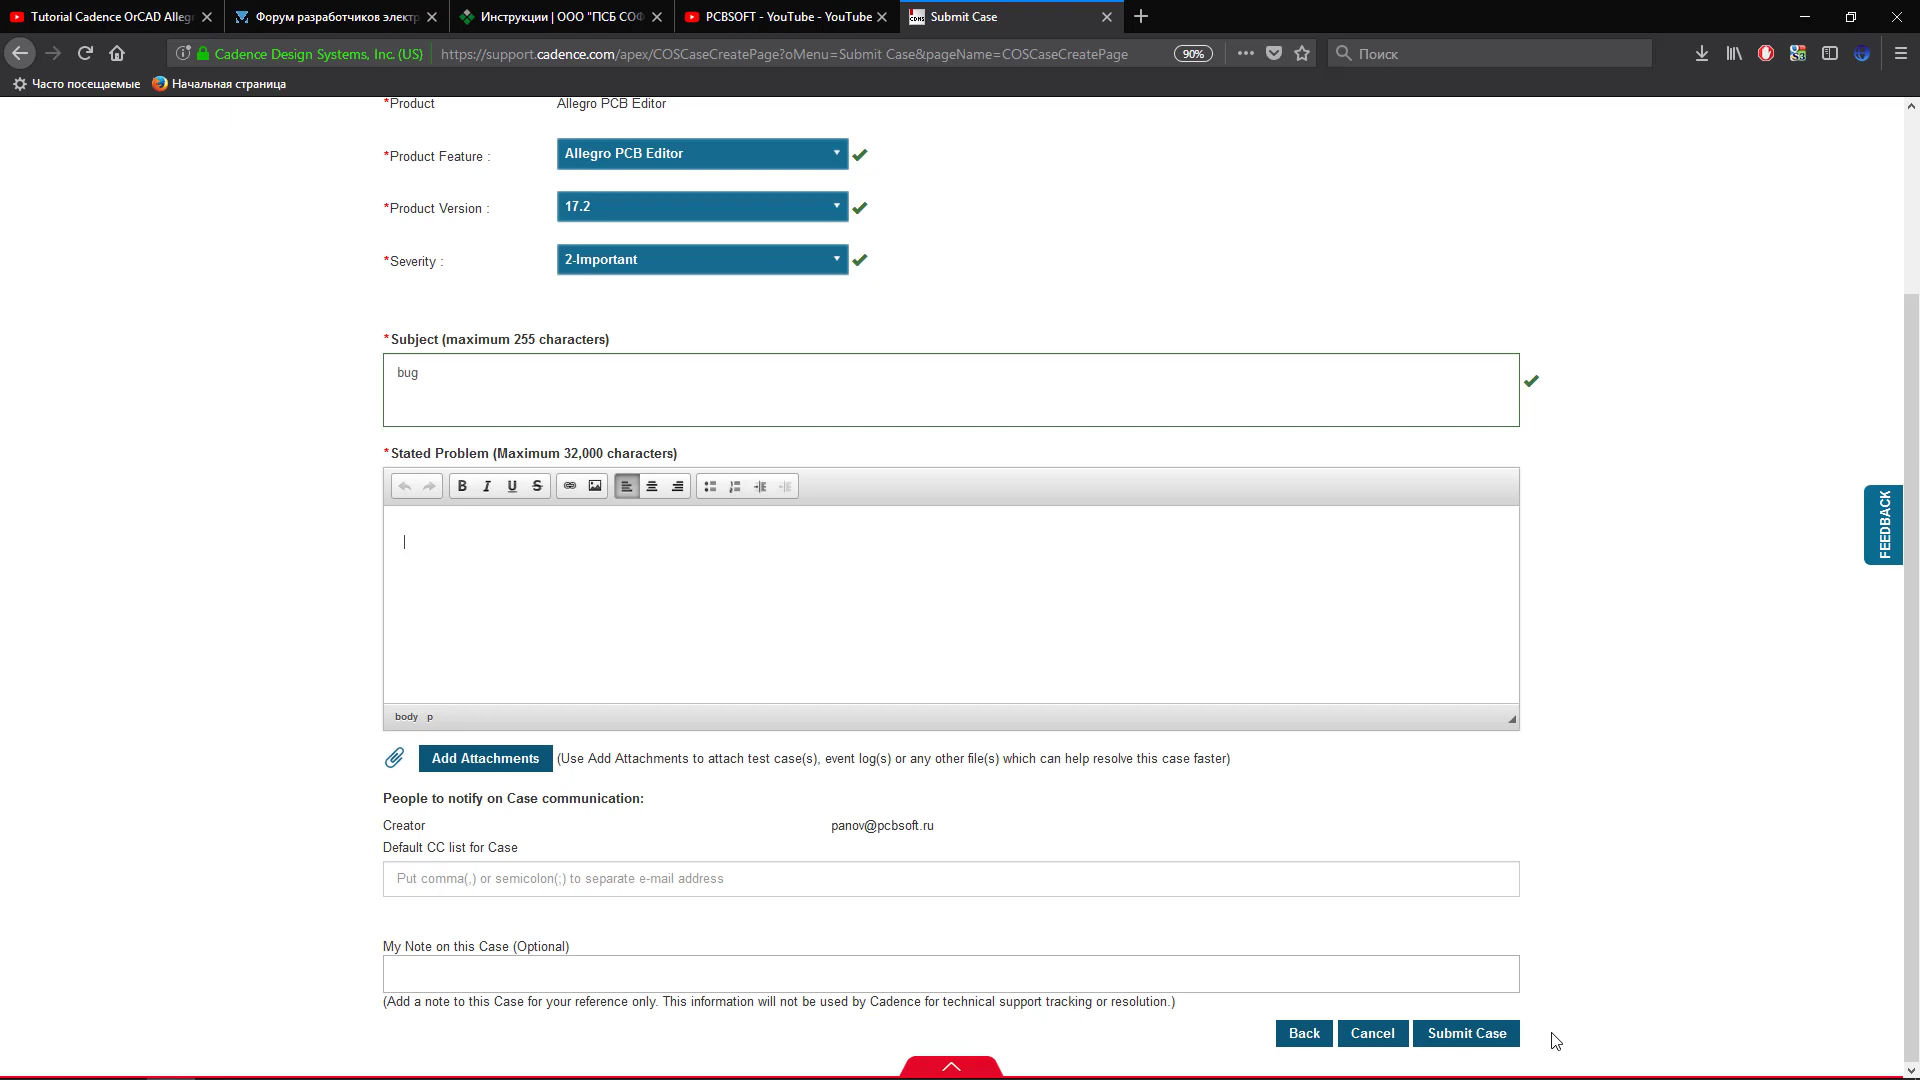 Tutorial Cadence OrCAD Alleg
Форум разработчиков электр
Инструкции | ООО "ПСБ СОФ
PCBSOFT - YouTube - YouTube
Submit Case
Cadence Design Systems, Inc. (US)
https://support.cadence.com/apex/COSCaseCreatePage?oMenu=Submit Case&pageName=COSCaseCreatePage
90%
Поиск
Часто посещаемые
Начальная страница
*Product
Allegro PCB Editor
*Product Feature :
Allegro PCB Editor
*Product Version :
17.2
*Severity :
2-Important
*Subject (maximum 255 characters)
bug
*Stated Problem (Maximum 32,000 characters)
B I U S
body p
Add Attachments (Use Add Attachments to attach test case(s), event log(s) or any other file(s) which can help resolve this case faster)
People to notify on Case communication:
Creator
panov@pcbsoft.ru
Default CC list for Case
Put comma(,) or semicolon(;) to separate e-mail address
My Note on this Case (Optional)
(Add a note to this Case for your reference only. This information will not be used by Cadence for technical support tracking or resolution.)
Back
Cancel
Submit Case
FEEDBACK